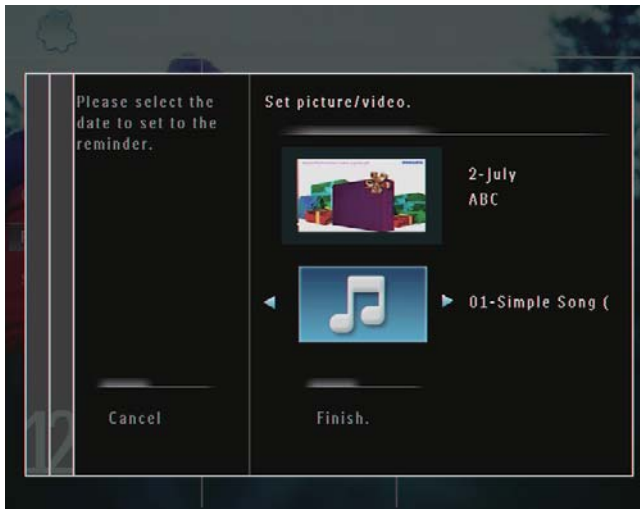 Please select the
date to set to the
reminder.
Set picture/video.
2-July
ABC
01-Simple Song (
Cancel
Finish.
12